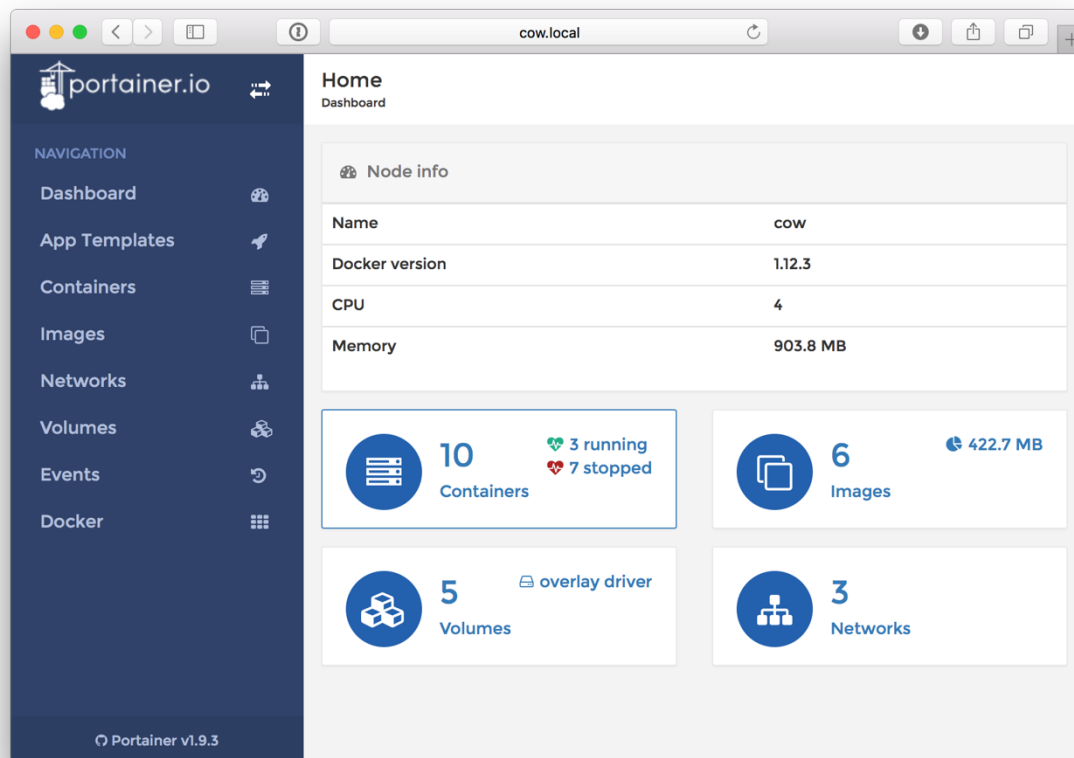 cow.local
portainer.io
Home
Dashboard
NAVIGATION
Dashboard
App Templates
Containers
Images
Networks
Volumes
Events
Docker
Portainer v1.9.3
Node info
Name cow
Docker version 1.12.3
CPU 4
Memory 903.8 MB
10
Containers
3 running
7 stopped
6
Images
422.7 MB
5
Volumes
overlay driver
3
Networks